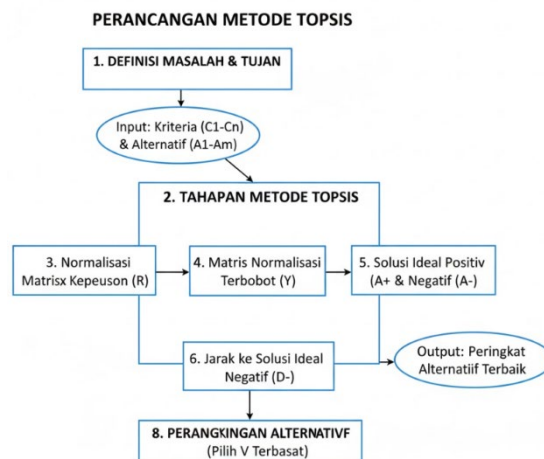 PERANCANGAN METODE TOPSIS
1. DEFINISI MASALAH & TUJAN
Input: Kriteria (C1-Cn)
& Alternatif (A1-Am)
2. TAHAPAN METODE TOPSIS
3. Normalisasi
Matrisx Kepeuson (R)
4. Matris Normalisasi
Terbobot (Y)
5. Solusi Ideal Positiv
(A+ & Negatif (A-)
6. Jarak ke Solusi Ideal
Negatif (D-)
Output: Peringkat
Alternatiif Terbaik
8. PERANGKINGAN ALTERNATIVF
(Pilih V Terbasat)